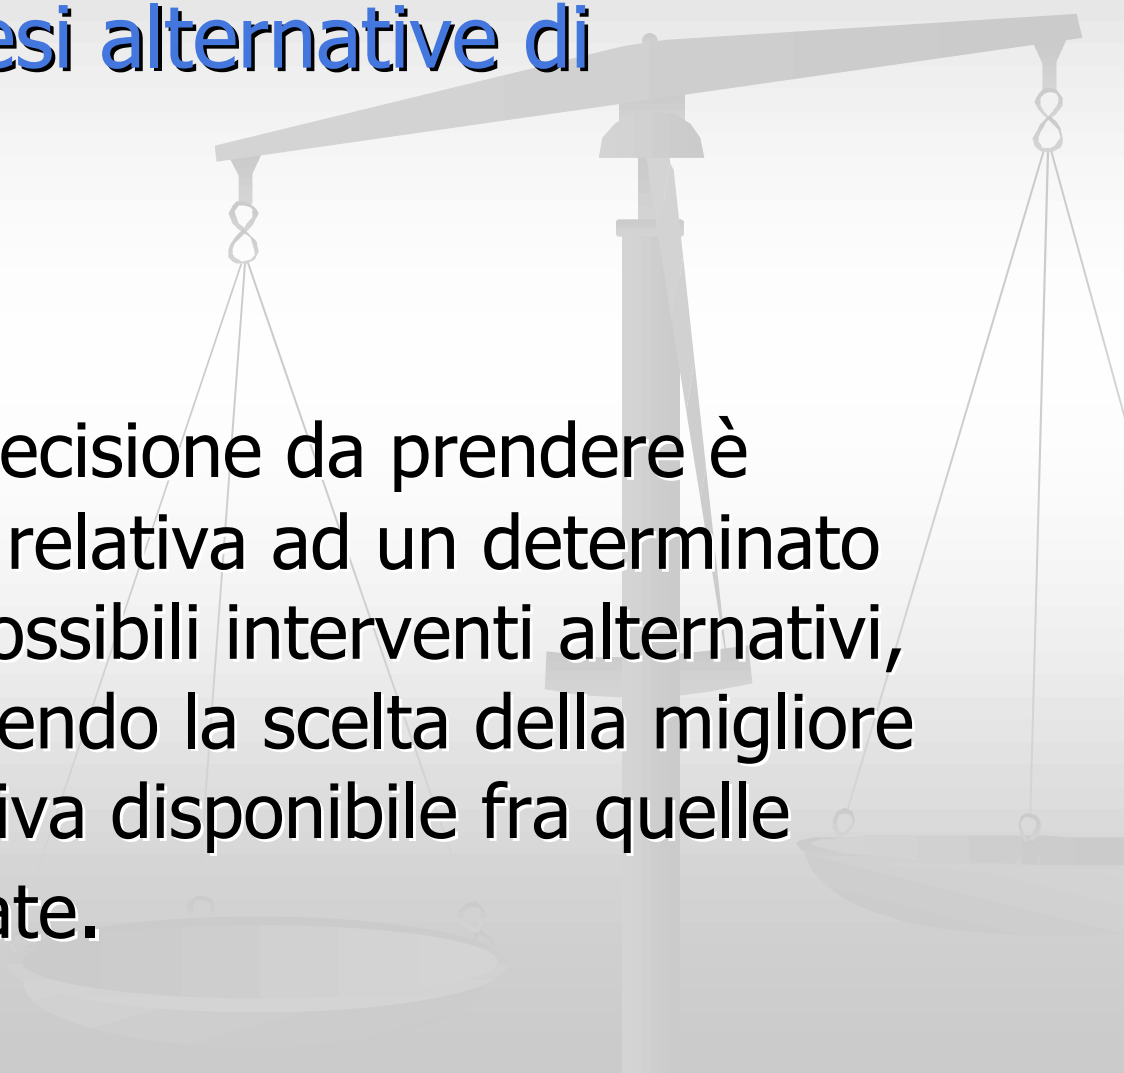 esi alternative di
ecisione da prendere è
relativa ad un determinato
ossibili interventi alternativi,
endo la scelta della migliore
iva disponibile fra quelle
ate.